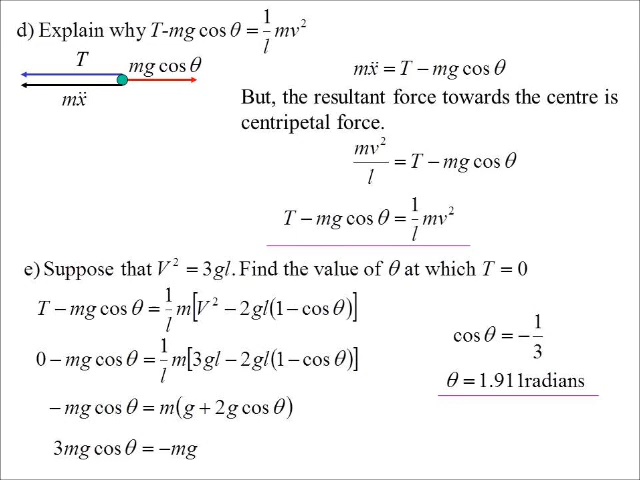 d) Explain why T-mg cos θ = 1/l mv²
T
mg cos θ
mẍ
mẍ = T − mg cos θ
But, the resultant force towards the centre is
centripetal force.
mv²/l = T − mg cos θ
T − mg cos θ = 1/l mv²
e) Suppose that V² = 3gl. Find the value of θ at which T = 0
T − mg cos θ = 1/l m[V² − 2gl(1 − cos θ)]
0 − mg cos θ = 1/l m[3gl − 2gl(1 − cos θ)]
− mg cos θ = m(g + 2g cos θ)
3mg cos θ = −mg
cos θ = − 1/3
θ = 1.911radians